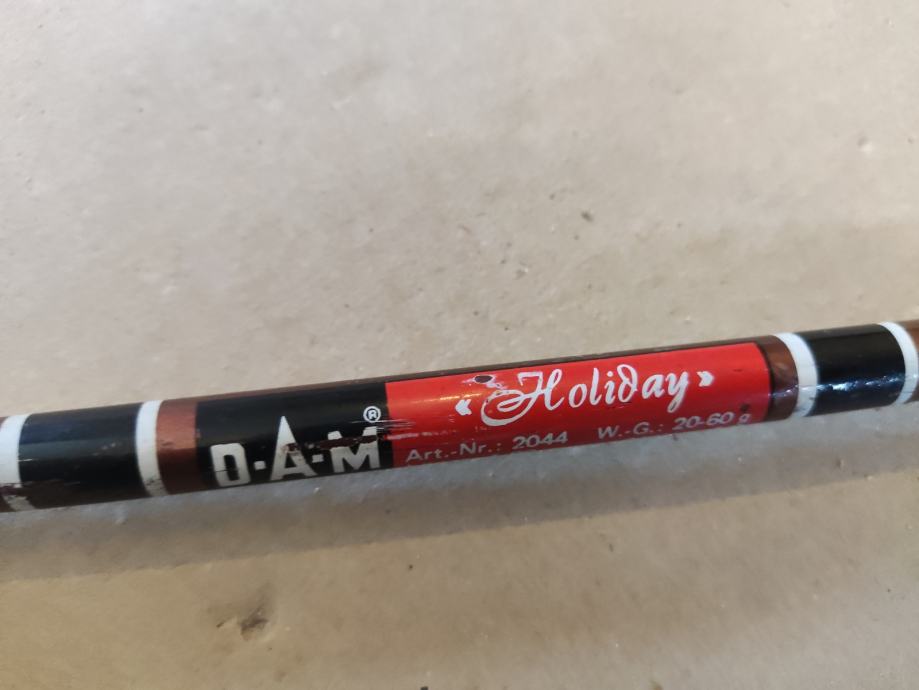 D·A·M®
«Holiday»
Art.-Nr.: 2044 W.-G.: 20-60 g